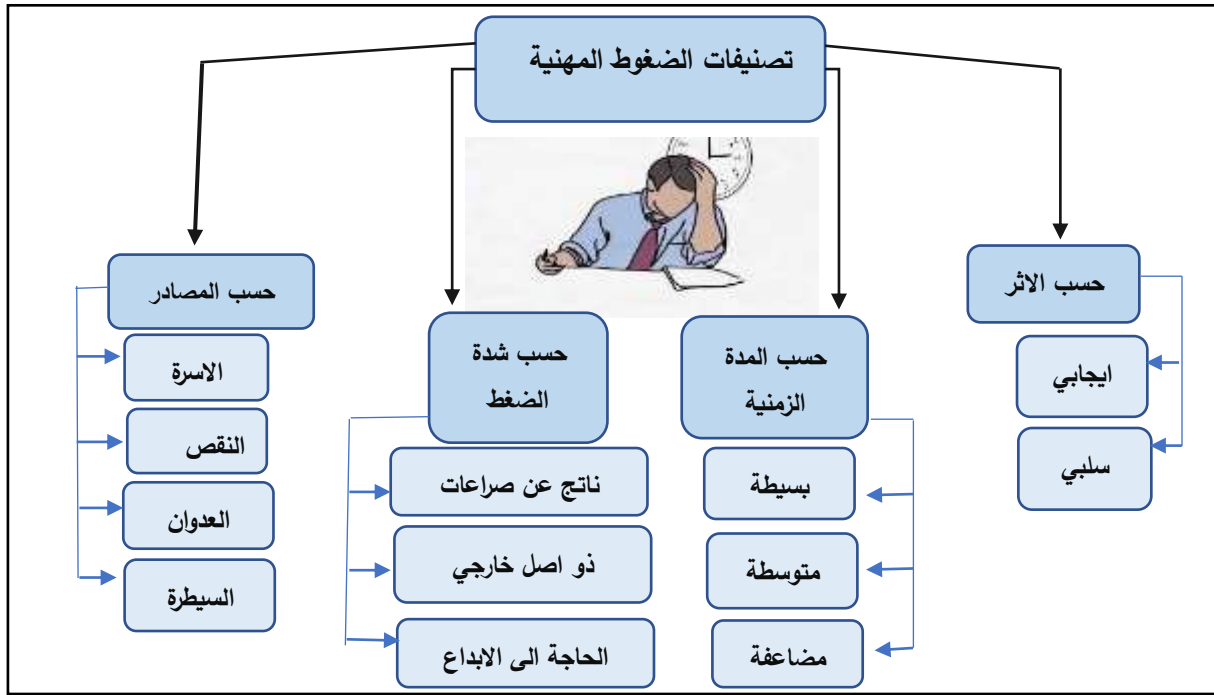 تصنيفات الضغوط المهنية
حسب الاثر
ايجابي
سلبي
حسب المدة
الزمنية
بسيطة
متوسطة
مضاعفة
حسب شدة
الضغط
ناتج عن صراعات
ذو اصل خارجي
الحاجة الى الابداع
حسب المصادر
الاسرة
النقص
العدوان
السيطرة